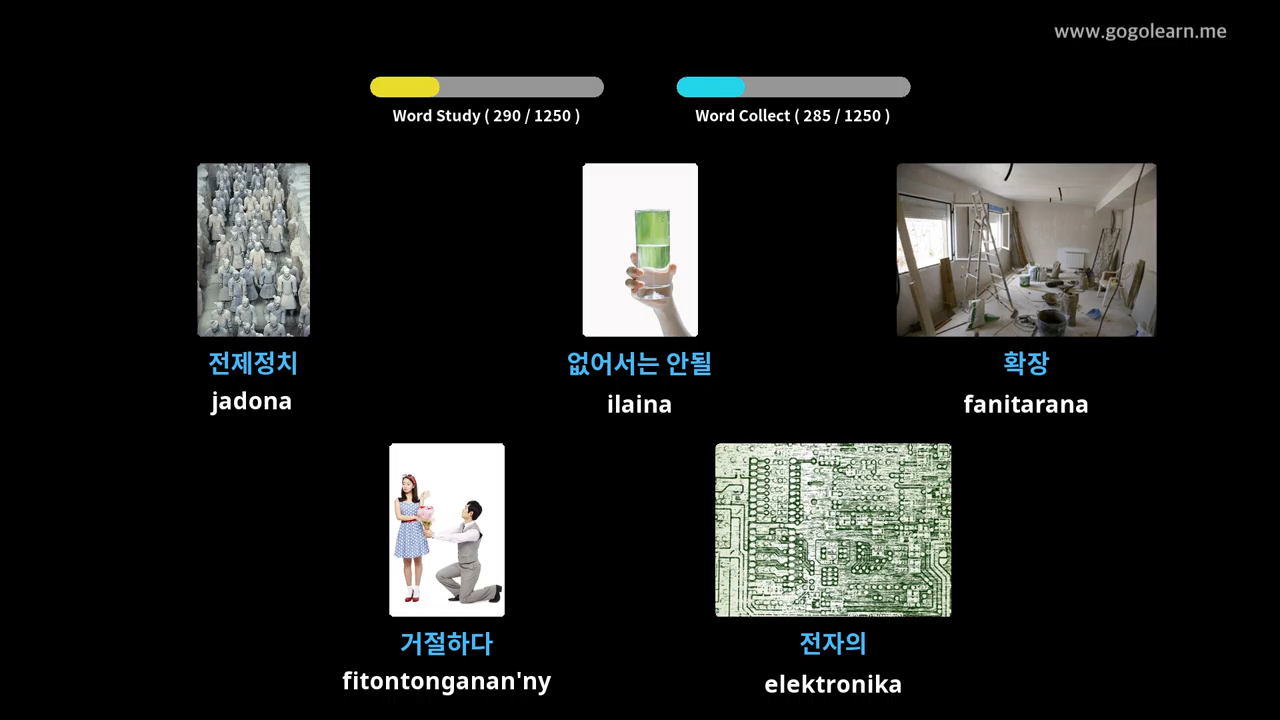 www.gogolearn.me
Word Study ( 290 / 1250 )
Word Collect ( 285 / 1250 )
전제정치
jadona
없어서는 안될
ilaina
확장
fanitarana
거절하다
fitontonganan'ny
전자의
elektronika